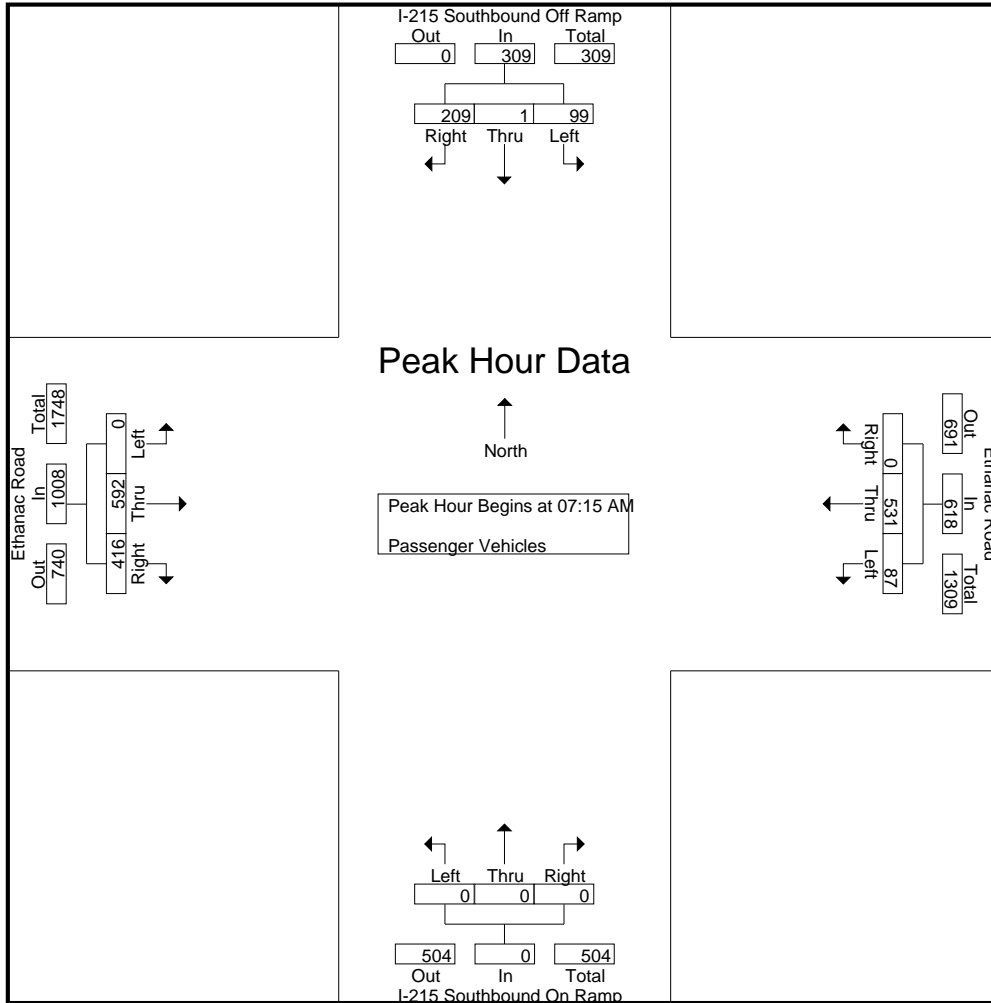 I-215 Southbound Off Ramp
Out In Total
0 309 309
209 1 99
Right Thru Left
Peak Hour Data
North
Peak Hour Begins at 07:15 AM
Passenger Vehicles
Ethanac Road
Total In Out
1748 1008 740
0 592 416
Left Thru Right
Right Thru Left
0 531 87
691 618 1309
Out In Total
Ethanac Road
Left Thru Right
0 0 0
504 0 504
Out In Total
I-215 Southbound On Ramp